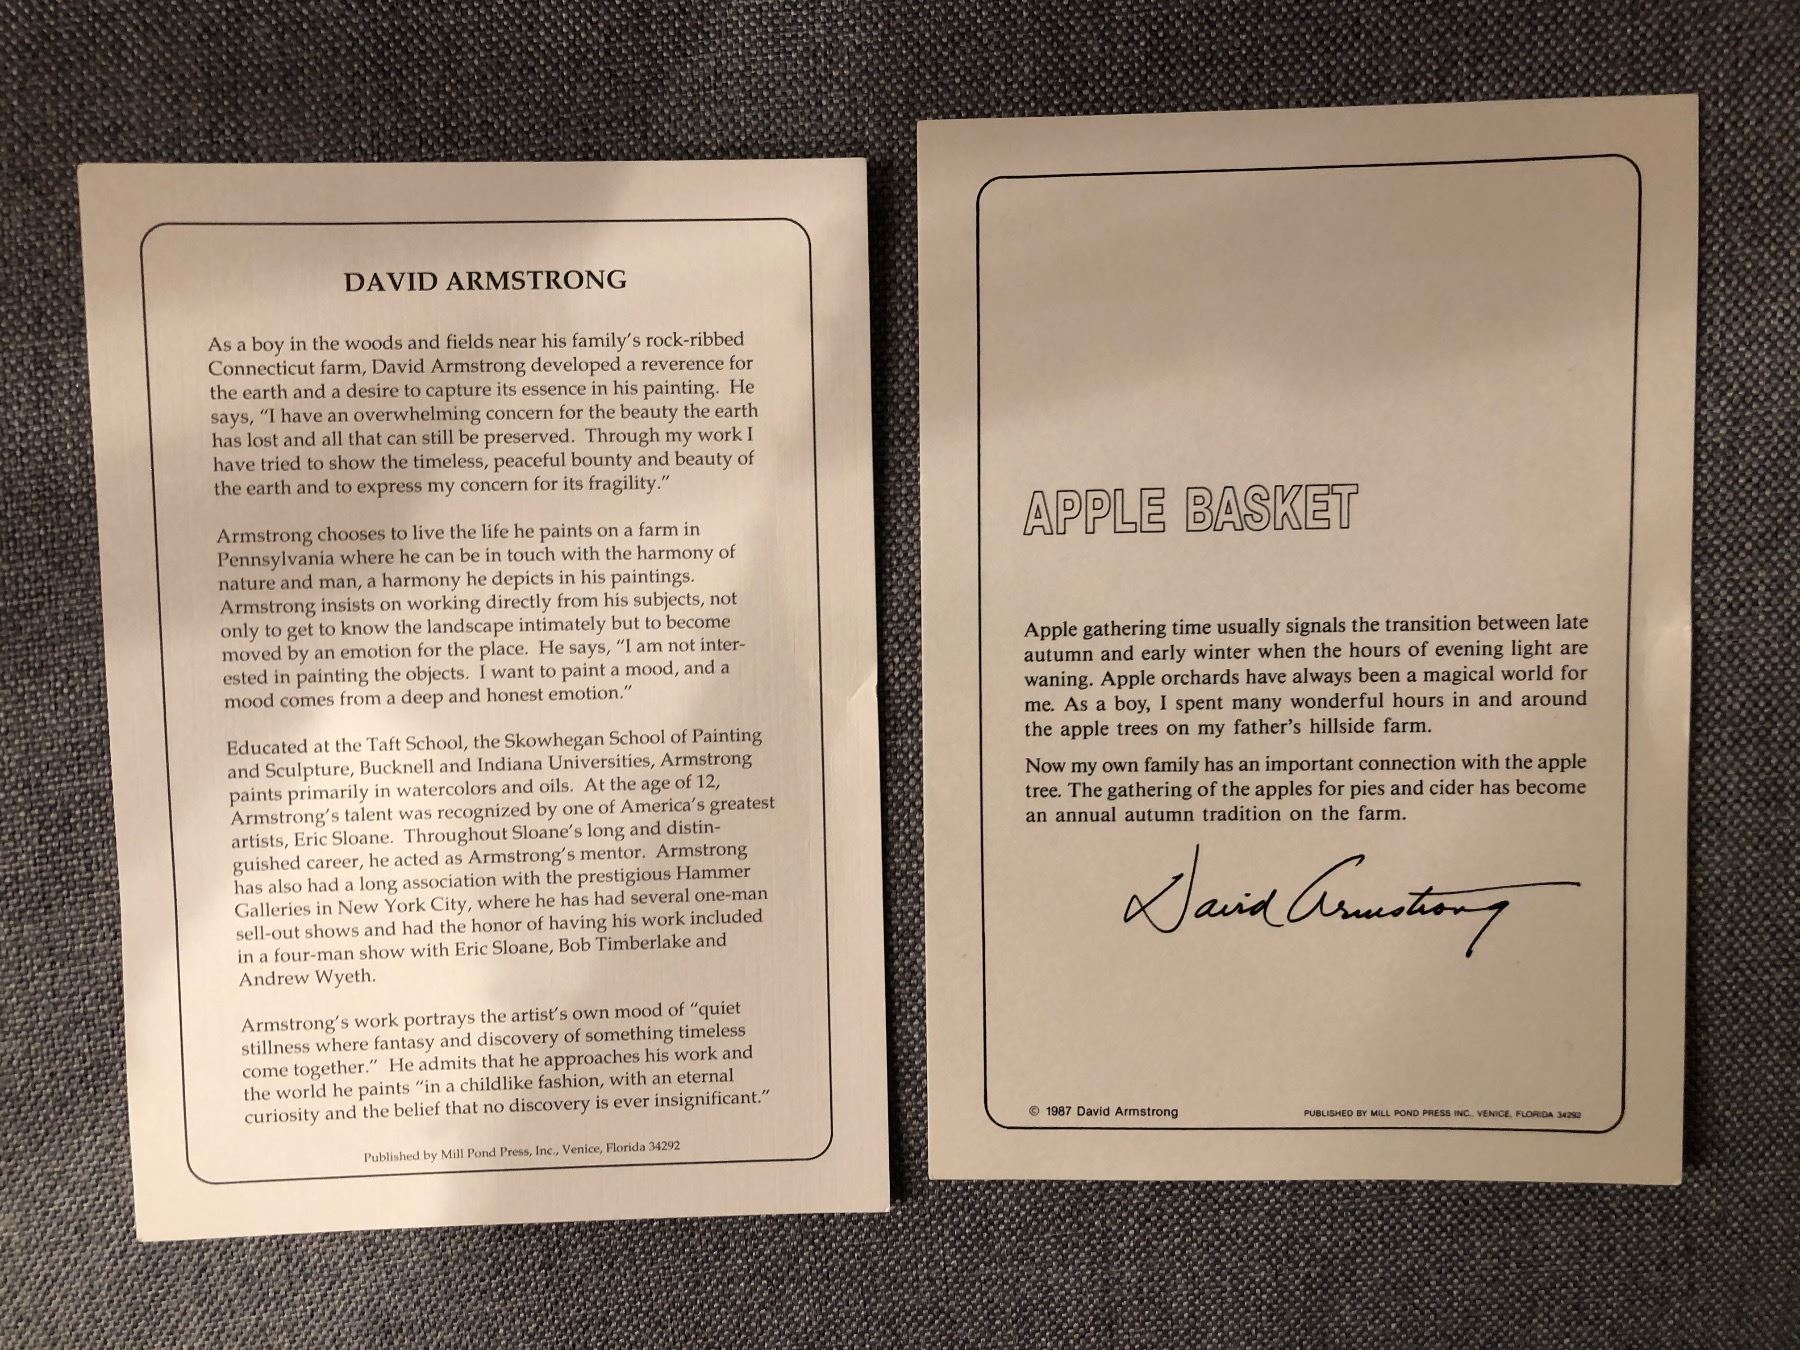 DAVID ARMSTRONG
As a boy in the woods and fields near his family's rock-ribbed
Connecticut farm, David Armstrong developed a reverence for
the earth and a desire to capture its essence in his painting. He
says, "I have an overwhelming concern for the beauty the earth
has lost and all that can still be preserved. Through my work I
have tried to show the timeless, peaceful bounty and beauty of
the earth and to express my concern for its fragility."
Armstrong chooses to live the life he paints on a farm in
Pennsylvania where he can be in touch with the harmony of
nature and man, a harmony he depicts in his paintings.
Armstrong insists on working directly from his subjects, not
only to get to know the landscape intimately but to become
moved by an emotion for the place. He says, "I am not inter-
ested in painting the objects. I want to paint a mood, and a
mood comes from a deep and honest emotion."
Educated at the Taft School, the Skowhegan School of Painting
and Sculpture, Bucknell and Indiana Universities, Armstrong
paints primarily in watercolors and oils. At the age of 12,
Armstrong's talent was recognized by one of America's greatest
artists, Eric Sloane. Throughout Sloane's long and distin-
guished career, he acted as Armstrong's mentor. Armstrong
has also had a long association with the prestigious Hammer
Galleries in New York City, where he has had several one-man
sell-out shows and had the honor of having his work included
in a four-man show with Eric Sloane, Bob Timberlake and
Andrew Wyeth.
Armstrong's work portrays the artist's own mood of "quiet
stillness where fantasy and discovery of something timeless
come together." He admits that he approaches his work and
the world he paints "in a childlike fashion, with an eternal
curiosity and the belief that no discovery is ever insignificant."
Published by Mill Pond Press, Inc., Venice, Florida 34292
APPLE BASKET
Apple gathering time usually signals the transition between late
autumn and early winter when the hours of evening light are
waning. Apple orchards have always been a magical world for
me. As a boy, I spent many wonderful hours in and around
the apple trees on my father's hillside farm.
Now my own family has an important connection with the apple
tree. The gathering of the apples for pies and cider has become
an annual autumn tradition on the farm.
David Armstrong
© 1987 David Armstrong
PUBLISHED BY MILL POND PRESS INC., VENICE, FLORIDA 34292